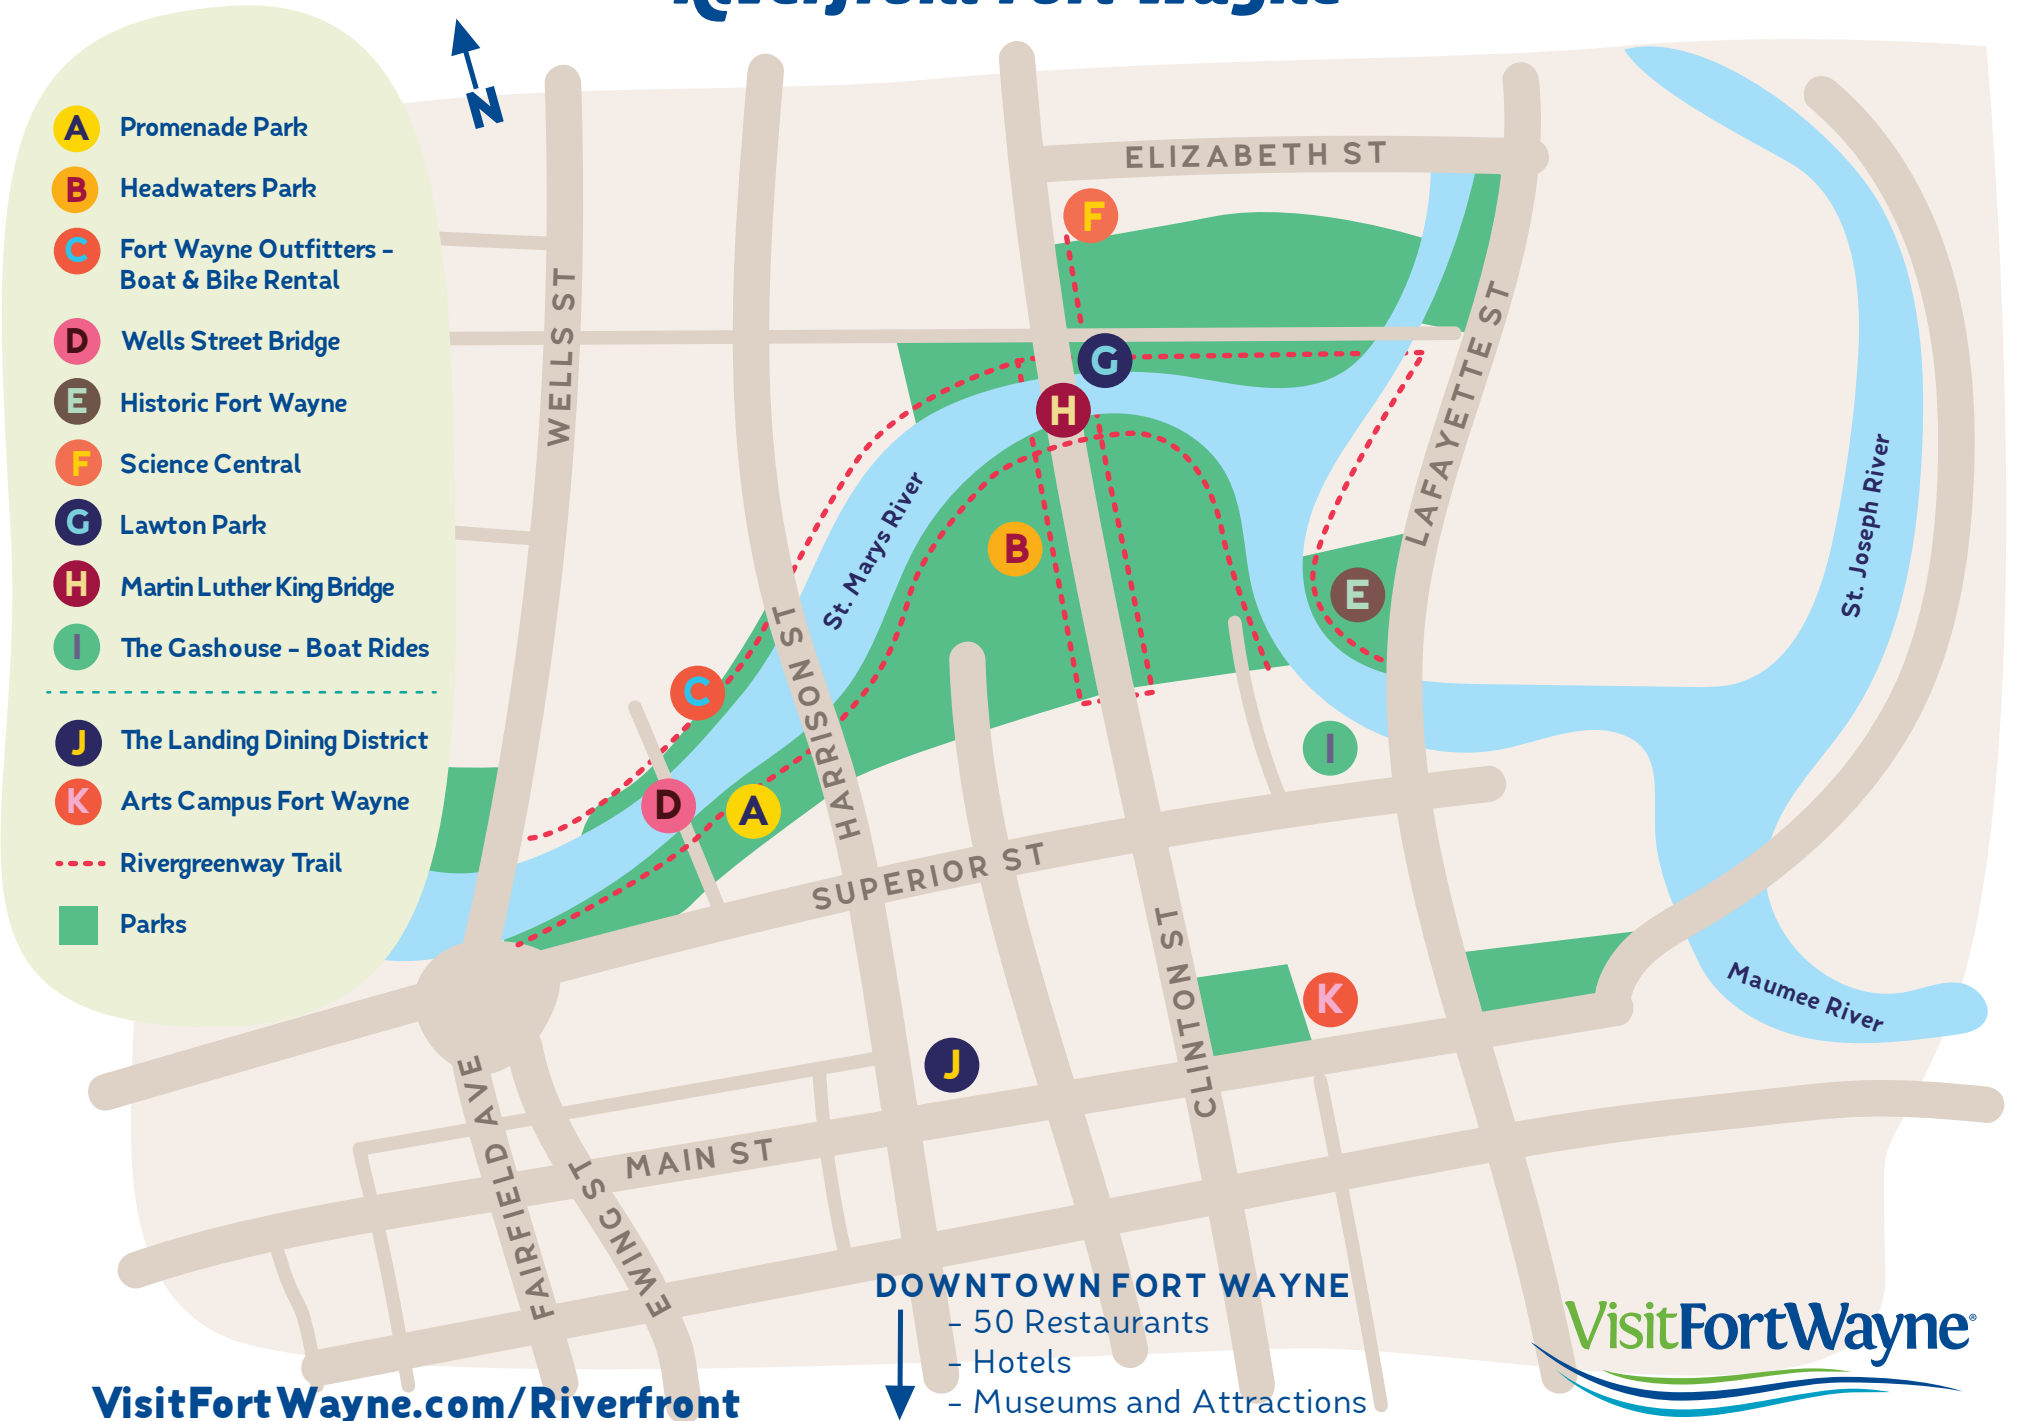 Riverfront Fort Wayne
N
A Promenade Park
B Headwaters Park
C Fort Wayne Outfitters -
Boat & Bike Rental
D Wells Street Bridge
E Historic Fort Wayne
F Science Central
G Lawton Park
H Martin Luther King Bridge
I The Gashouse - Boat Rides
J The Landing Dining District
K Arts Campus Fort Wayne
Rivergreenway Trail
Parks
ELIZABETH ST
F
WELLS ST
LAFAYETTE ST
G
H
St. Marys River
St. Joseph River
B
E
HARRISON ST
C
I
D
A
SUPERIOR ST
CLINTON ST
K
Maumee River
J
FAIRFIELD AVE
MAIN ST
EWING ST
DOWNTOWN FORT WAYNE
- 50 Restaurants
- Hotels
- Museums and Attractions
VisitFortWayne.com/Riverfront
VisitFortWayne®